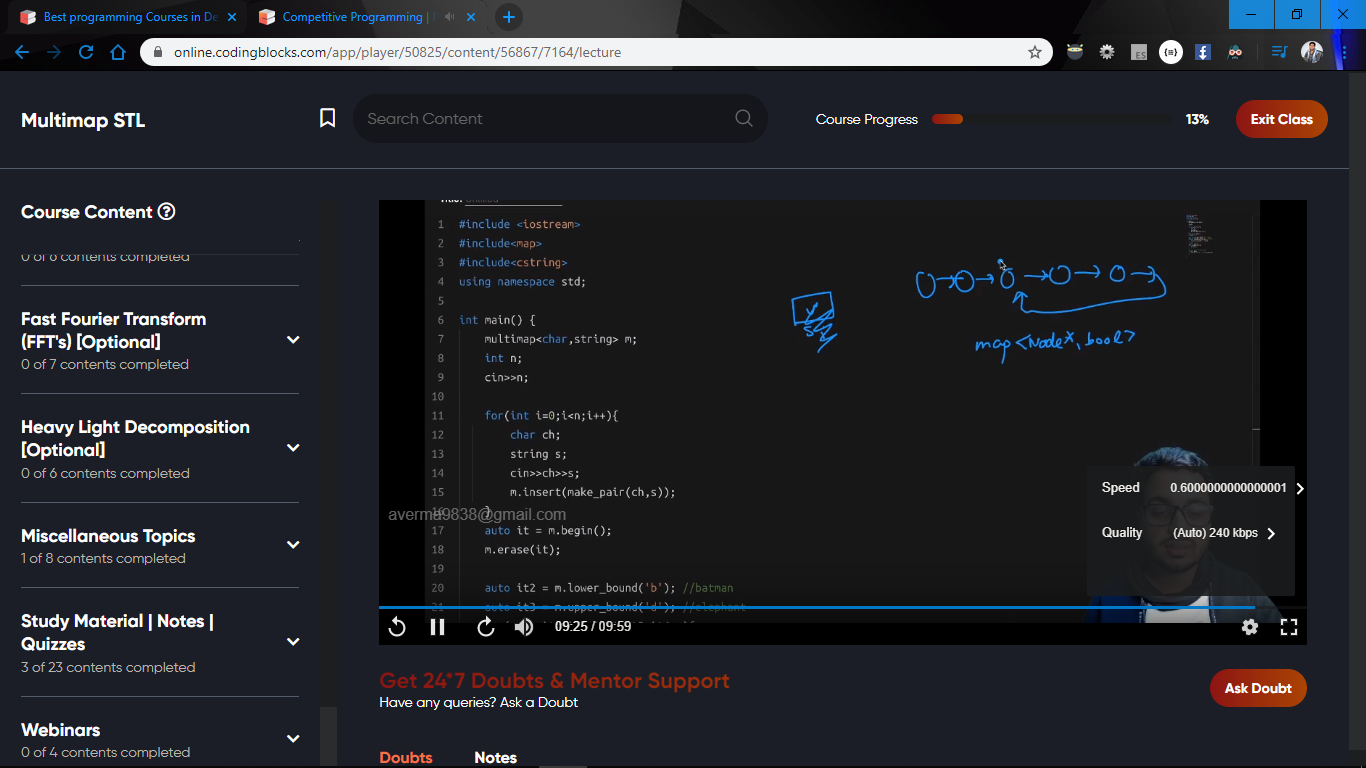 Best programming Courses in De
Competitive Programming |
online.codingblocks.com/app/player/50825/content/56867/7164/lecture
Multimap STL
Search Content
Course Progress
13%
Exit Class
Course Content
0 of 6 contents completed
Fast Fourier Transform
(FFT's) [Optional]
0 of 7 contents completed
Heavy Light Decomposition
[Optional]
0 of 6 contents completed
Miscellaneous Topics
1 of 8 contents completed
Study Material | Notes |
Quizzes
3 of 23 contents completed
Webinars
0 of 4 contents completed
Title: Untitled
1 #include <iostream>
2 #include<map>
3 #include<cstring>
4 using namespace std;
5
6 int main() {
7 multimap<char,string> m;
8 int n;
9 cin>>n;
10
11 for(int i=0;i<n;i++){
12 char ch;
13 string s;
14 cin>>ch>>s;
15 m.insert(make_pair(ch,s));
16 }
averma9838@gmail.com
17 auto it = m.begin();
18 m.erase(it);
19
20 auto it2 = m.lower_bound('b'); //batman
21 auto it3 = m.upper_bound('d'); //elephant
map<Node*, bool>
Speed 0.6000000000000001
Quality (Auto) 240 kbps
09:25 / 09:59
Get 24*7 Doubts & Mentor Support
Have any queries? Ask a Doubt
Ask Doubt
Doubts
Notes